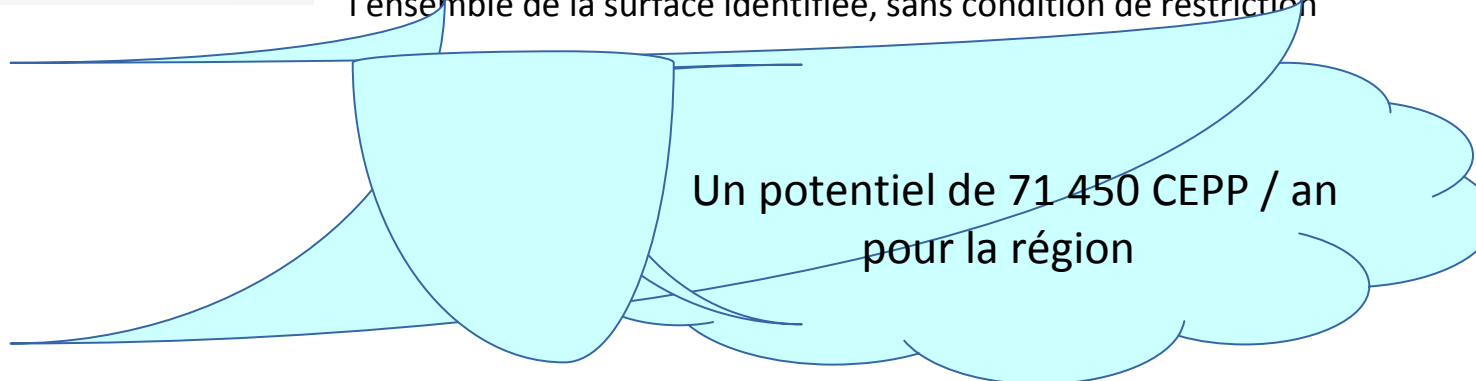 l'ensemble de la surface identifiée, sans condition de restriction
Un potentiel de 71 450 CEPP / an
pour la région